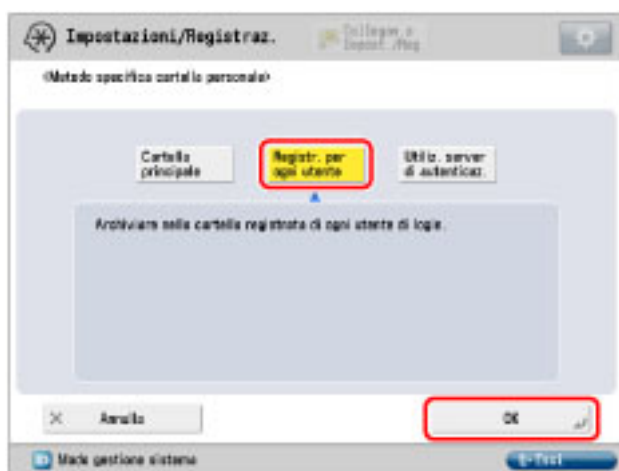 Impostazioni/Registraz.
<Metodo specifica cartella personale>
Cartella
principale
Registr. per
ogni utente
Utiliz. server
di autenticaz.
Archiviare nella cartella registrata di ogni utente di login.
Annulla
OK
Modo gestione sistema